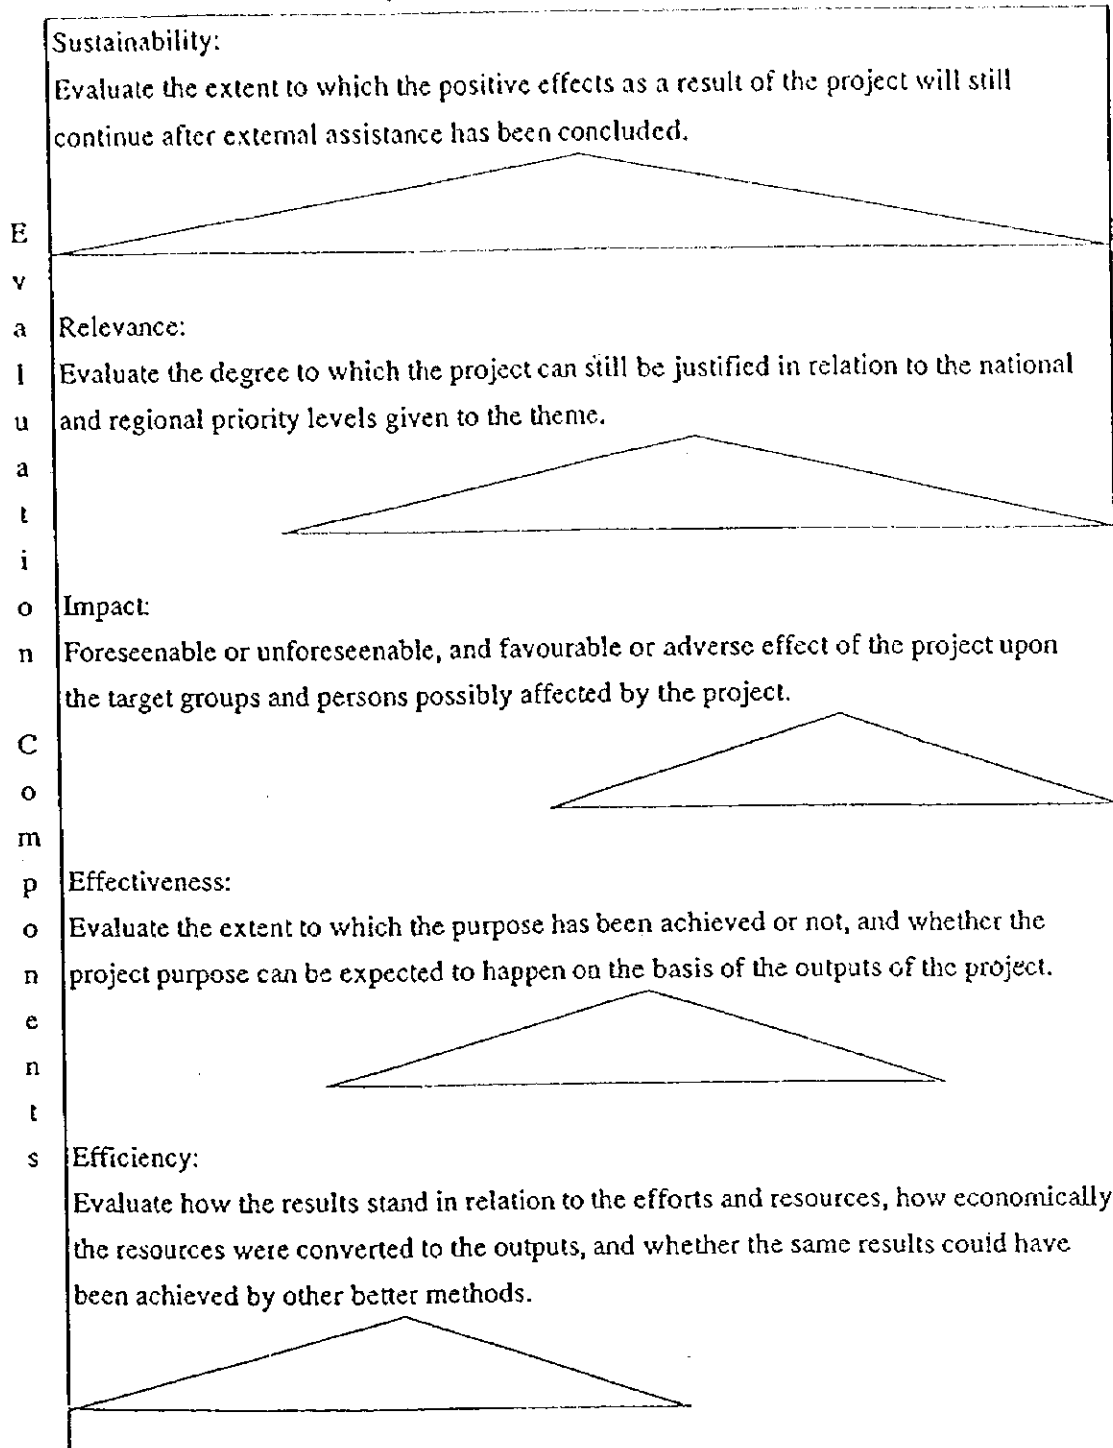 Sustainability:
Evaluate the extent to which the positive effects as a result of the project will still
continue after external assistance has been concluded.
Relevance:
Evaluate the degree to which the project can still be justified in relation to the national
and regional priority levels given to the theme.
Impact:
Foreseenable or unforeseenable, and favourable or adverse effect of the project upon
the target groups and persons possibly affected by the project.
Effectiveness:
Evaluate the extent to which the purpose has been achieved or not, and whether the
project purpose can be expected to happen on the basis of the outputs of the project.
Efficiency:
Evaluate how the results stand in relation to the efforts and resources, how economically
the resources were converted to the outputs, and whether the same results could have
been achieved by other better methods.
Evaluation Components